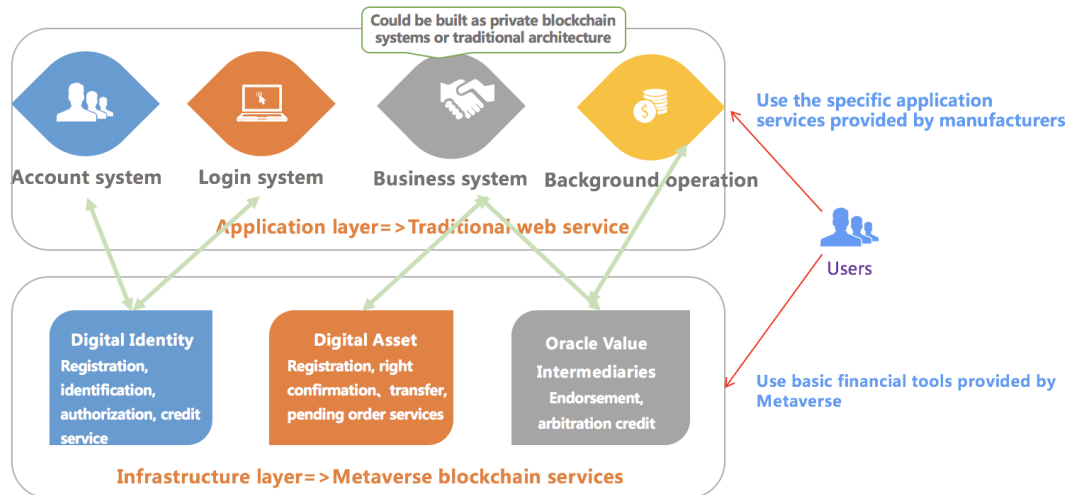 Could be built as private blockchain
systems or traditional architecture
Account system
Login system
Business system
Background operation
Application layer=>Traditional web service
Use the specific application
services provided by manufacturers
Users
Digital Identity
Registration,
identification,
authorization, credit
service
Digital Asset
Registration, right
confirmation、transfer,
pending order services
Oracle Value
Intermediaries
Endorsement,
arbitration credit
Use basic financial tools provided by
Metaverse
Infrastructure layer=>Metaverse blockchain services